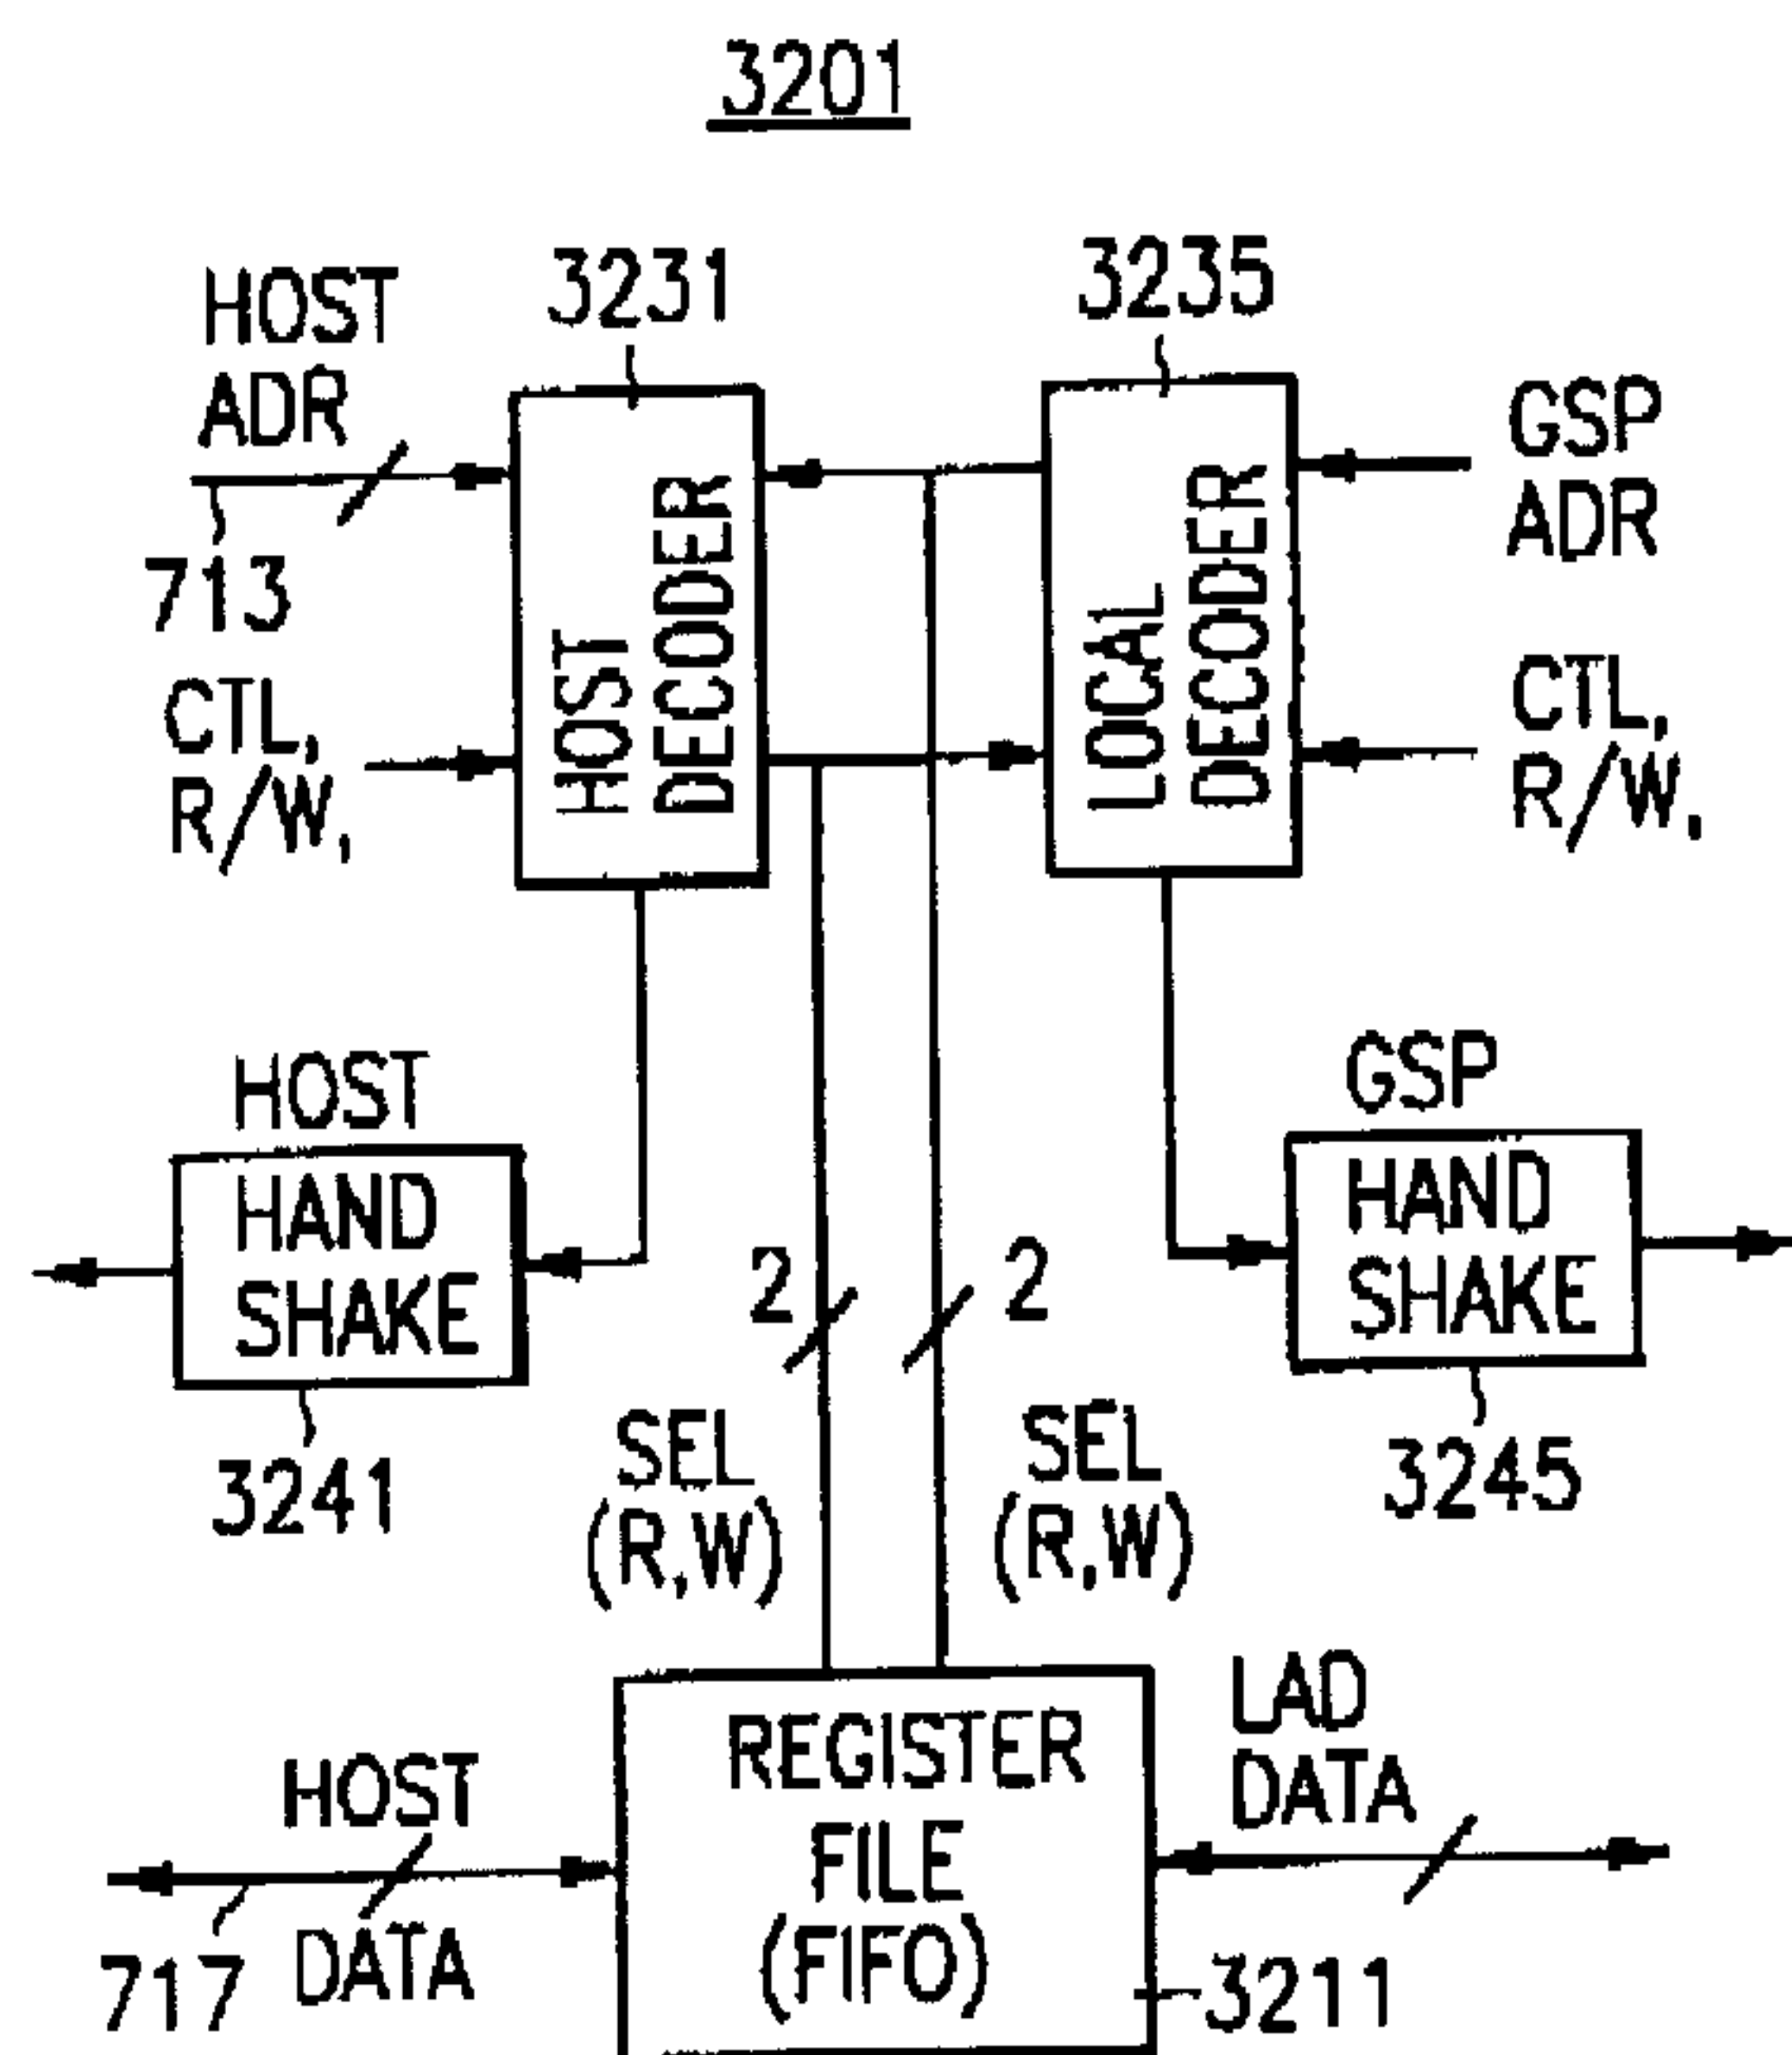 3201
HOST
ADR
3231
3235
GSP
ADR
713
CTL,
R/W,
HOST
DECODER
LOCAL
DECODER
CTL,
R/W,
HOST
HAND
SHAKE
3241
GSP
HAND
SHAKE
3245
2
2
SEL
(R,W)
SEL
(R,W)
HOST
DATA
717
REGISTER
FILE
(FIFO)
LAD
DATA
3211